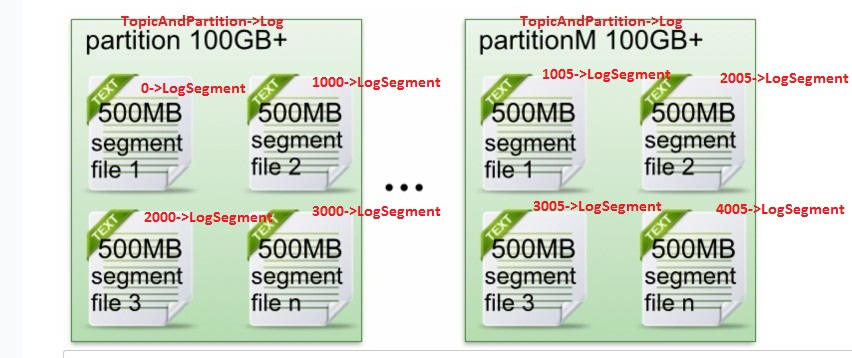 TopicAndPartition->Log
partition 100GB+
TEXT
0->LogSegment
500MB
segment
file 1
TEXT
1000->LogSegment
500MB
segment
file 2
TEXT
2000->LogSegment
500MB
segment
file 3
TEXT
3000->LogSegment
500MB
segment
file n
...
TopicAndPartition->Log
partitionM 100GB+
TEXT
1005->LogSegment
500MB
segment
file 1
TEXT
2005->LogSegment
500MB
segment
file 2
TEXT
3005->LogSegment
500MB
segment
file 3
TEXT
4005->LogSegment
500MB
segment
file n